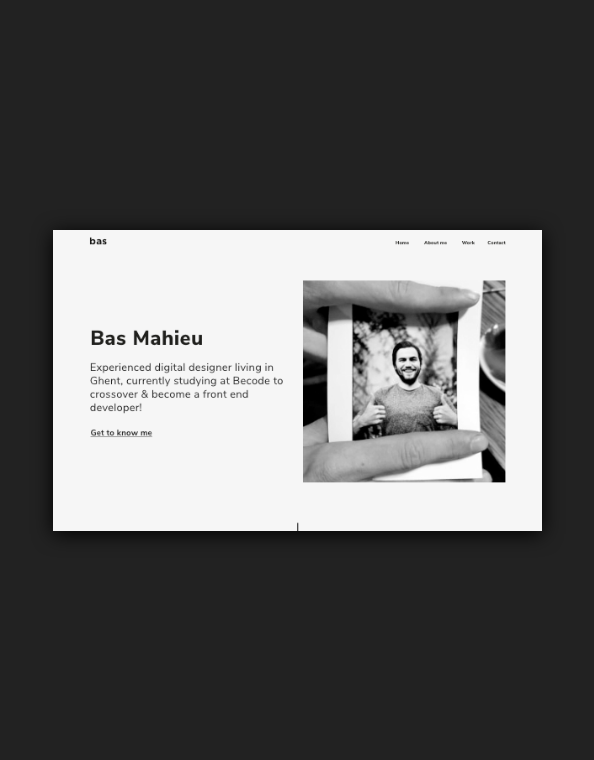 bas
Home About me Work Contact
Bas Mahieu
Experienced digital designer living in
Ghent, currently studying at Becode to
crossover & become a front end
developer!
Get to know me